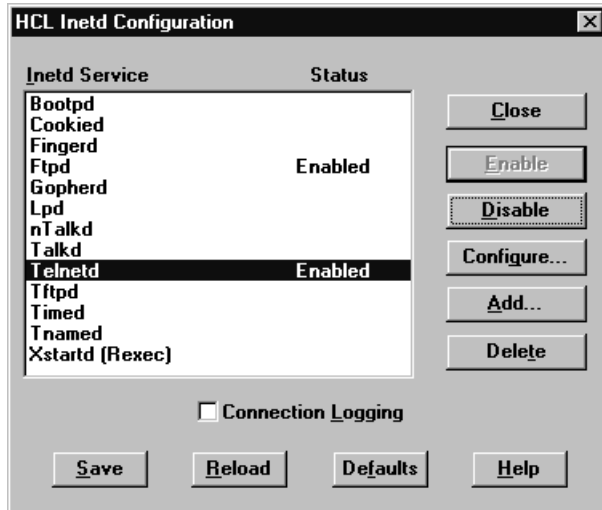 HCL Inetd Configuration
Inetd Service Status
Bootpd
Cookied
Fingerd
Ftpd Enabled
Gopherd
Lpd
nTalkd
Talkd
Telnetd Enabled
Tftpd
Timed
Tnamed
Xstartd (Rexec)
Close
Enable
Disable
Configure...
Add...
Delete
Connection Logging
Save Reload Defaults Help